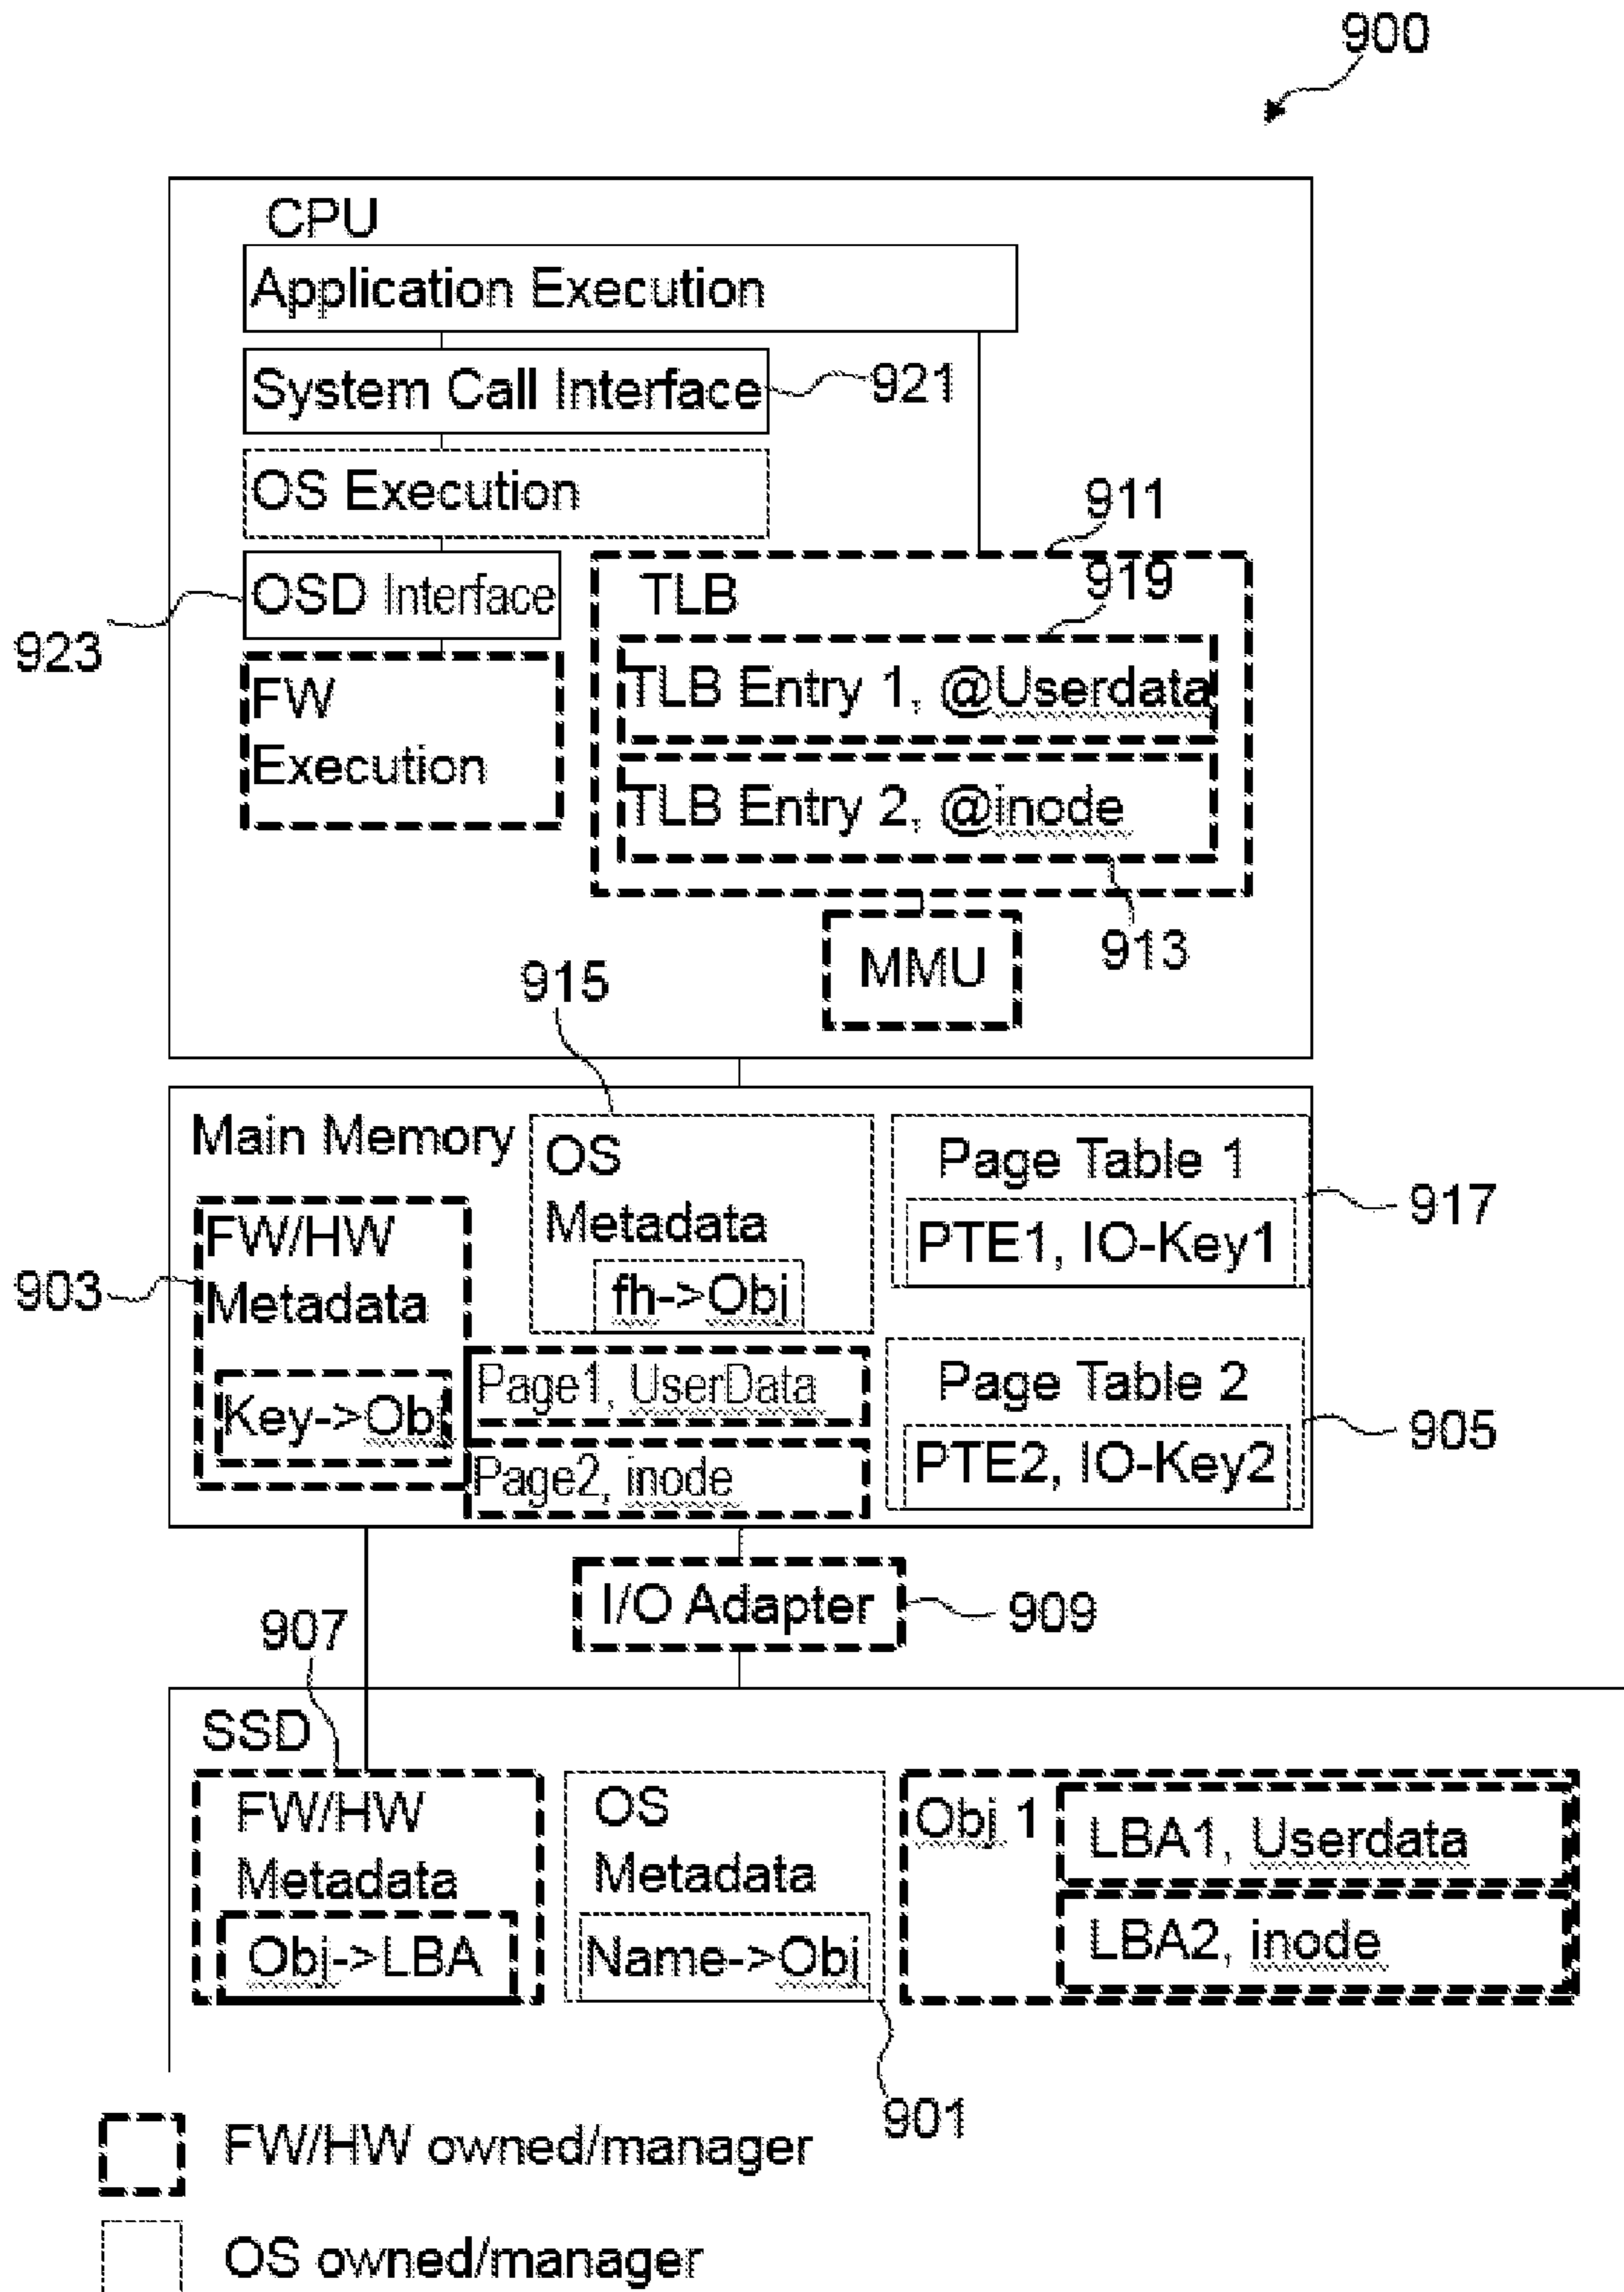 900
CPU
Application Execution
System Call Interface
921
OS Execution
911
919
OSD Interface
TLB
923
FW
Execution
TLB Entry 1, @Userdata
TLB Entry 2, @inode
913
MMU
915
Main Memory
OS
Metadata
fh->Obj
Page Table 1
PTE1, IO-Key1
917
FW/HW
Metadata
903
Key->Obj
Page1, UserData
Page2, inode
Page Table 2
PTE2, IO-Key2
905
I/O Adapter
909
907
SSD
FW/HW
Metadata
Obj->LBA
OS
Metadata
Name->Obj
Obj 1
LBA1, Userdata
LBA2, inode
901
FW/HW owned/manager
OS owned/manager